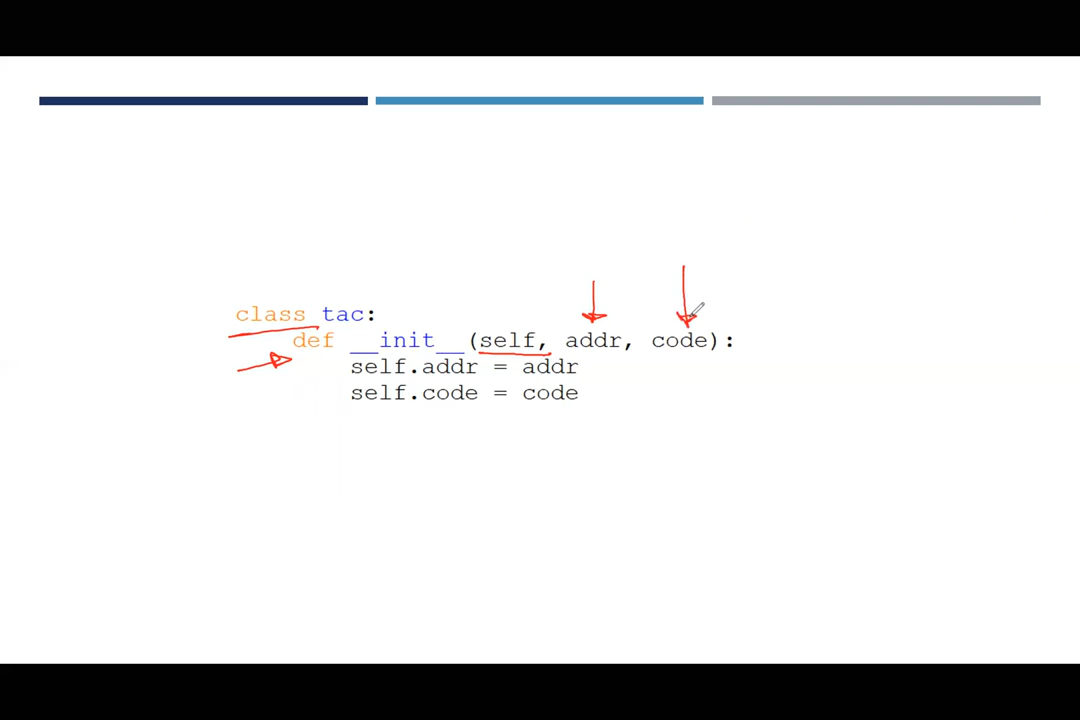 class tac:
    def __init__(self, addr, code):
        self.addr = addr
        self.code = code